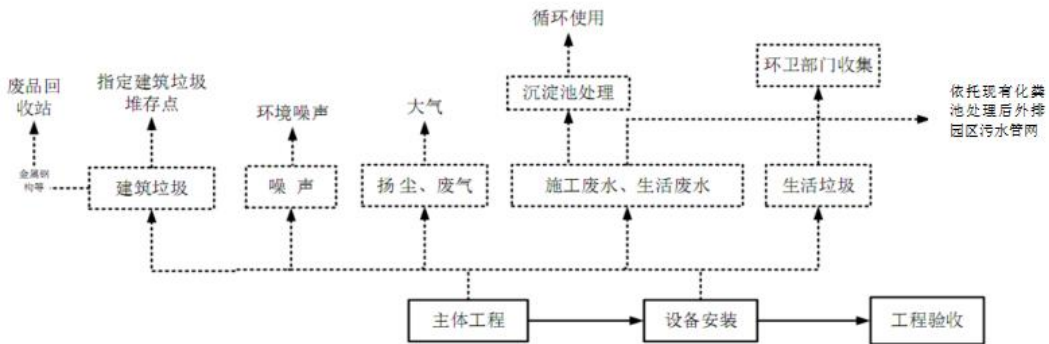 循环使用
废品回
收站
指定建筑垃圾
堆存点
环境噪声
大气
沉淀池处理
环卫部门收集
依托现有化粪
池处理后外排
园区污水管网
金属钢
构等
建筑垃圾
噪 声
扬尘、废气
施工废水、生活废水
生活垃圾
主体工程
设备安装
工程验收